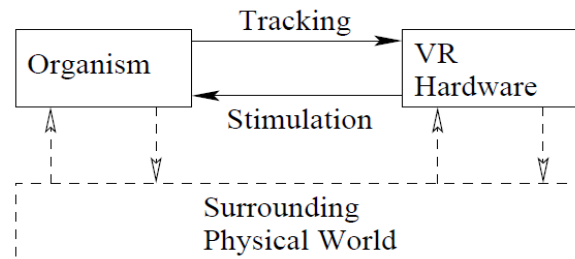 Tracking
Organism
VR
Hardware
Stimulation
Surrounding
Physical World